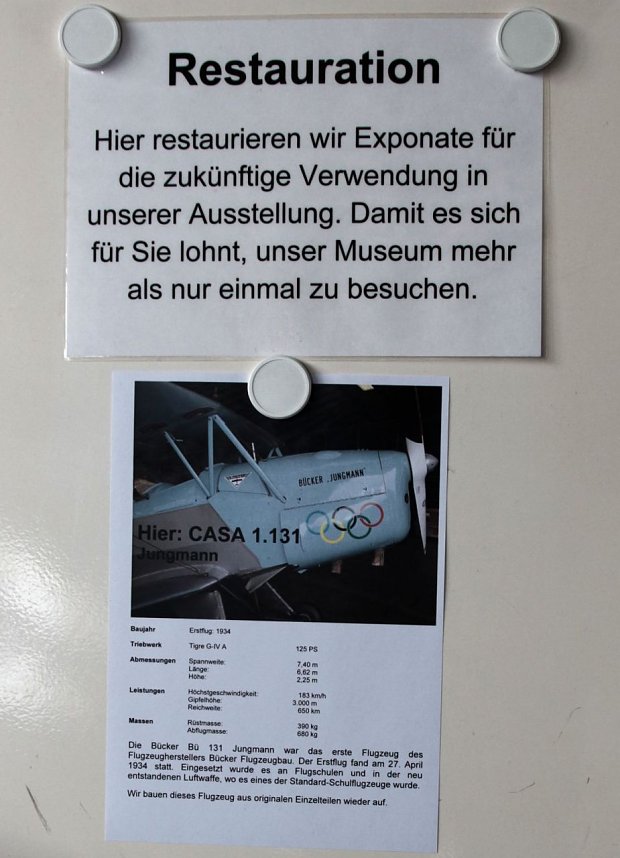 Restauration
Hier restaurieren wir Exponate für
die zukünftige Verwendung in
unserer Ausstellung. Damit es sich
für Sie lohnt, unser Museum mehr
als nur einmal zu besuchen.
BÜCKER „JUNGMANN"
Hier: CASA 1.131
Jungmann
Baujahr Erstflug: 1934
Triebwerk Tigre G-IV A 125 PS
Abmessungen Spannweite: 7,40 m
Länge: 6,62 m
Höhe: 2,25 m
Leistungen Höchstgeschwindigkeit: 183 km/h
Gipfelhöhe: 3.000 m
Reichweite: 650 km
Massen Rüstmasse: 390 kg
Abflugmasse: 680 kg
Die Bücker Bü 131 Jungmann war das erste Flugzeug des
Flugzeugherstellers Bücker Flugzeugbau. Der Erstflug fand am 27. April
1934 statt. Eingesetzt wurde es an Flugschulen und in der neu
entstandenen Luftwaffe, wo es eines der Standard-Schulflugzeuge wurde.
Wir bauen dieses Flugzeug aus originalen Einzelteilen wieder auf.